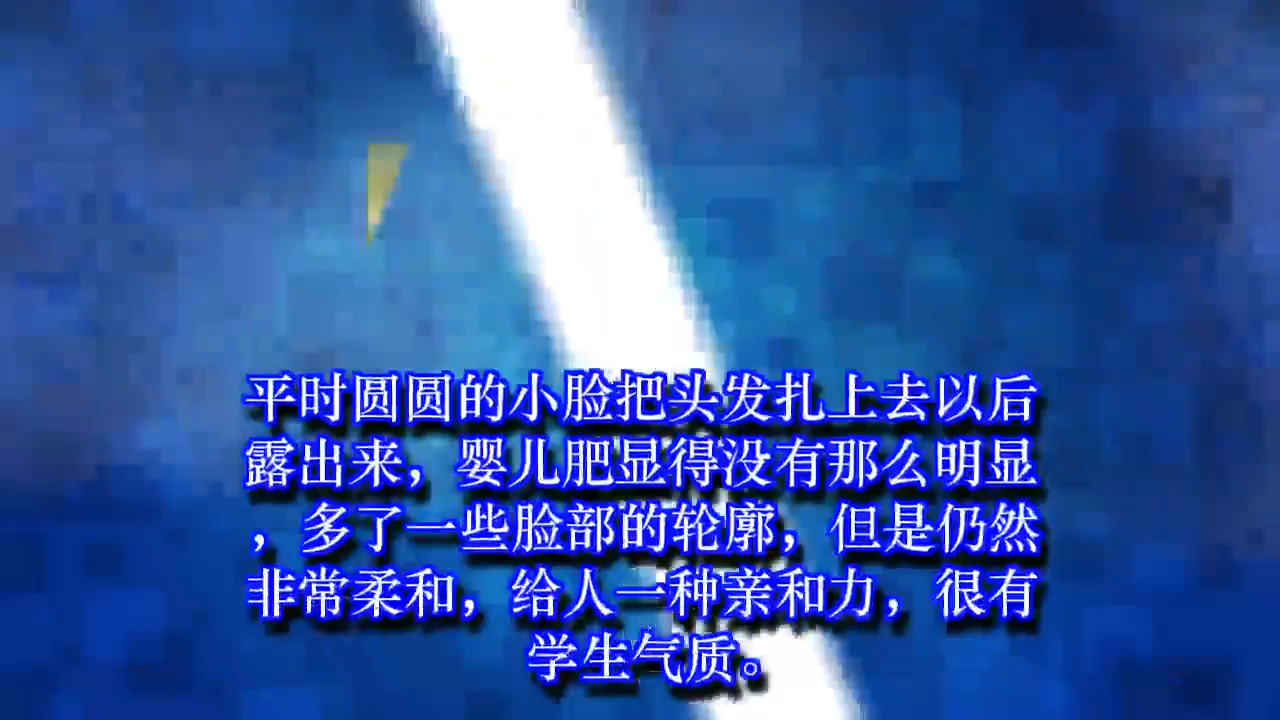 平时圆圆的小脸把头发扎上去以后
露出来，婴儿肥显得没有那么明显
，多了一些脸部的轮廓，但是仍然
非常柔和，给人一种亲和力，很有
学生气质。